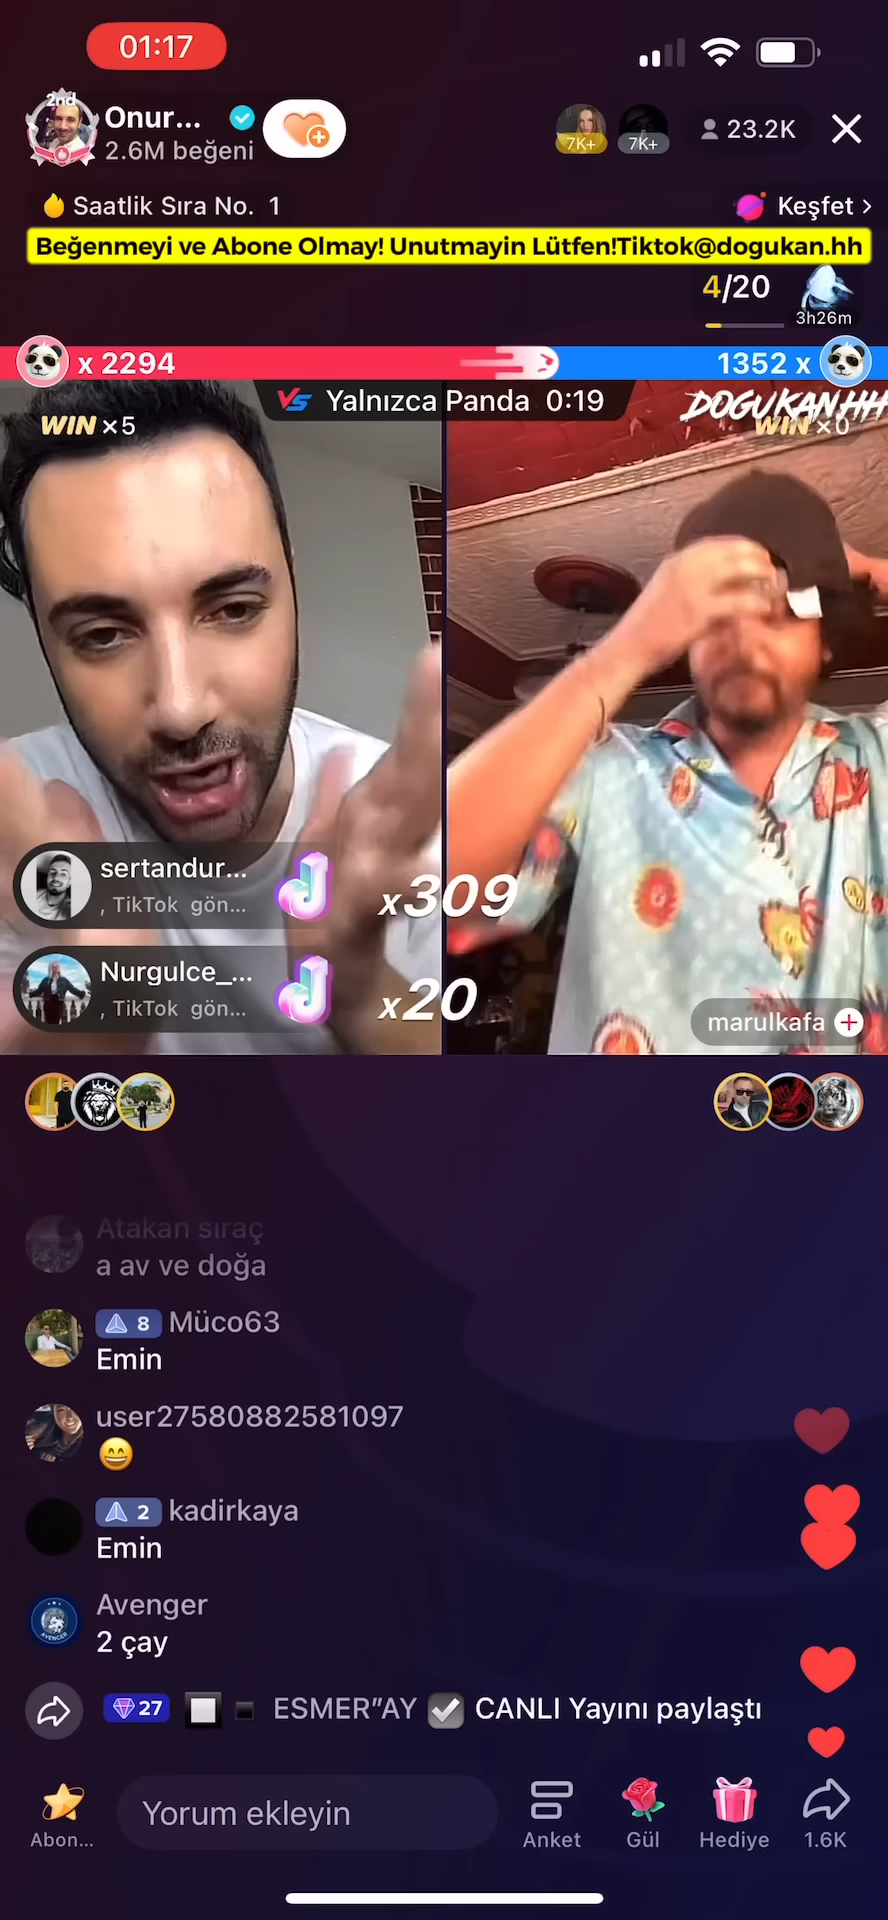 01:17
2nd
Onur...
2.6M beğeni
7K+
7K+
23.2K
Saatlik Sıra No. 1
Keşfet
Beğenmeyi ve Abone Olmay! Unutmayin Lütfen!Tiktok@dogukan.hh
4/20
3h26m
x 2294
1352 x
VS Yalnızca Panda 0:19
DOGUKANHH
WIN x5
WIN x0
sertandur...
, TikTok gön...
x309
Nurgulce_...
, TikTok gön...
x20
marulkafa
Atakan sıraç
a av ve doğa
8 Müco63
Emin
user27580882581097
2 kadirkaya
Emin
Avenger
2 çay
27 ESMER"AY CANLI Yayını paylaştı
Abon...
Yorum ekleyin
Anket
Gül
Hediye
1.6K